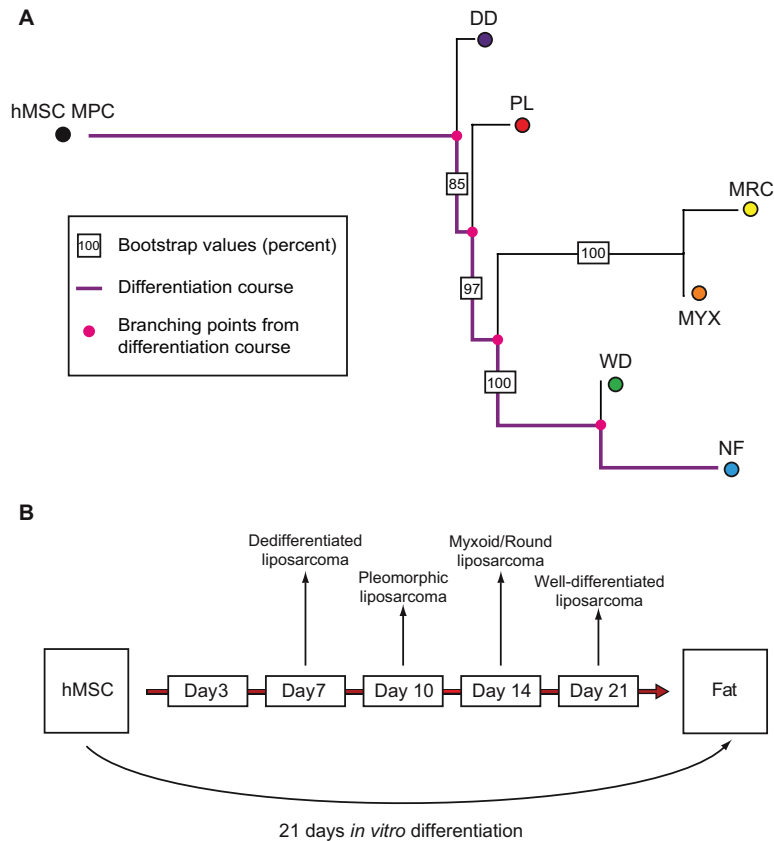 A
DD
hMSC MPC
PL
85
MRC
100
Bootstrap values (percent)
100
Differentiation course
97
MYX
Branching points from
differentiation course
WD
100
NF
B
Dedifferentiated
liposarcoma
Pleomorphic
liposarcoma
Myxoid/Round
liposarcoma
Well-differentiated
liposarcoma
hMSC
Day3
Day7
Day 10
Day 14
Day 21
Fat
21 days in vitro differentiation